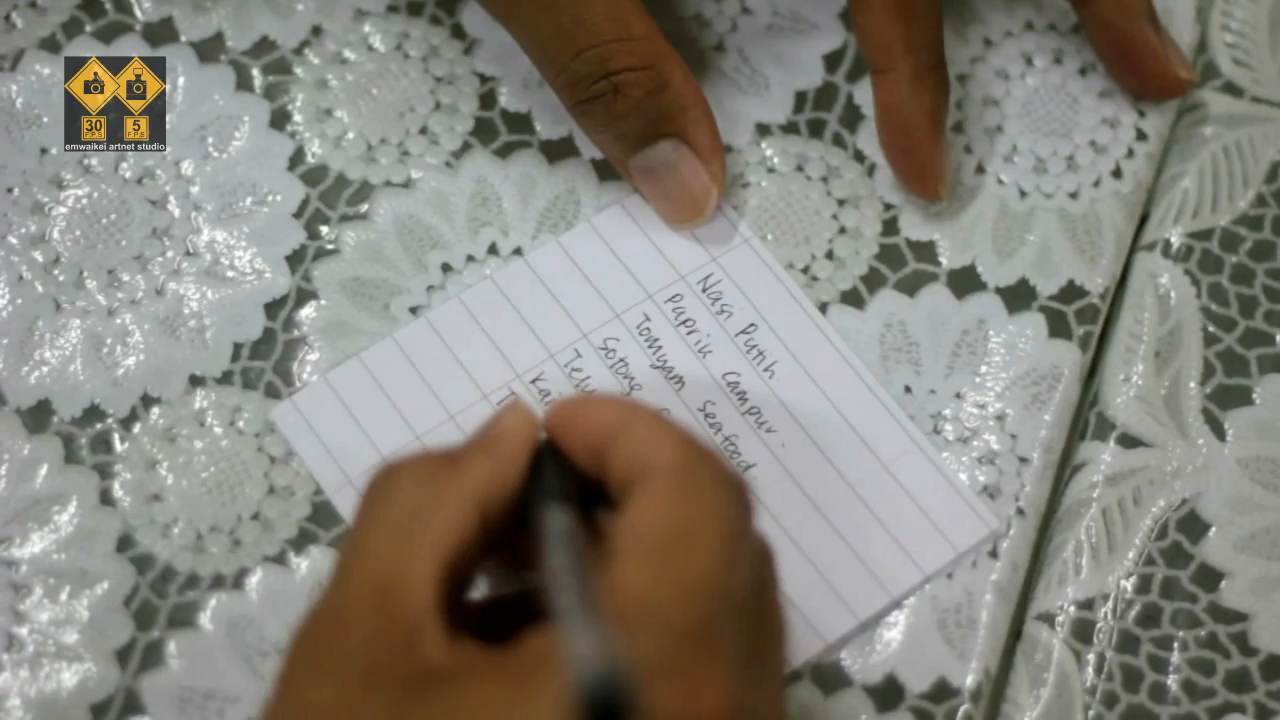 30 5
F.P.S F.P.S
emwaikei artnet studio
Nasi Putih.
Paprik campur.
Tomyam Seafood
Sotong